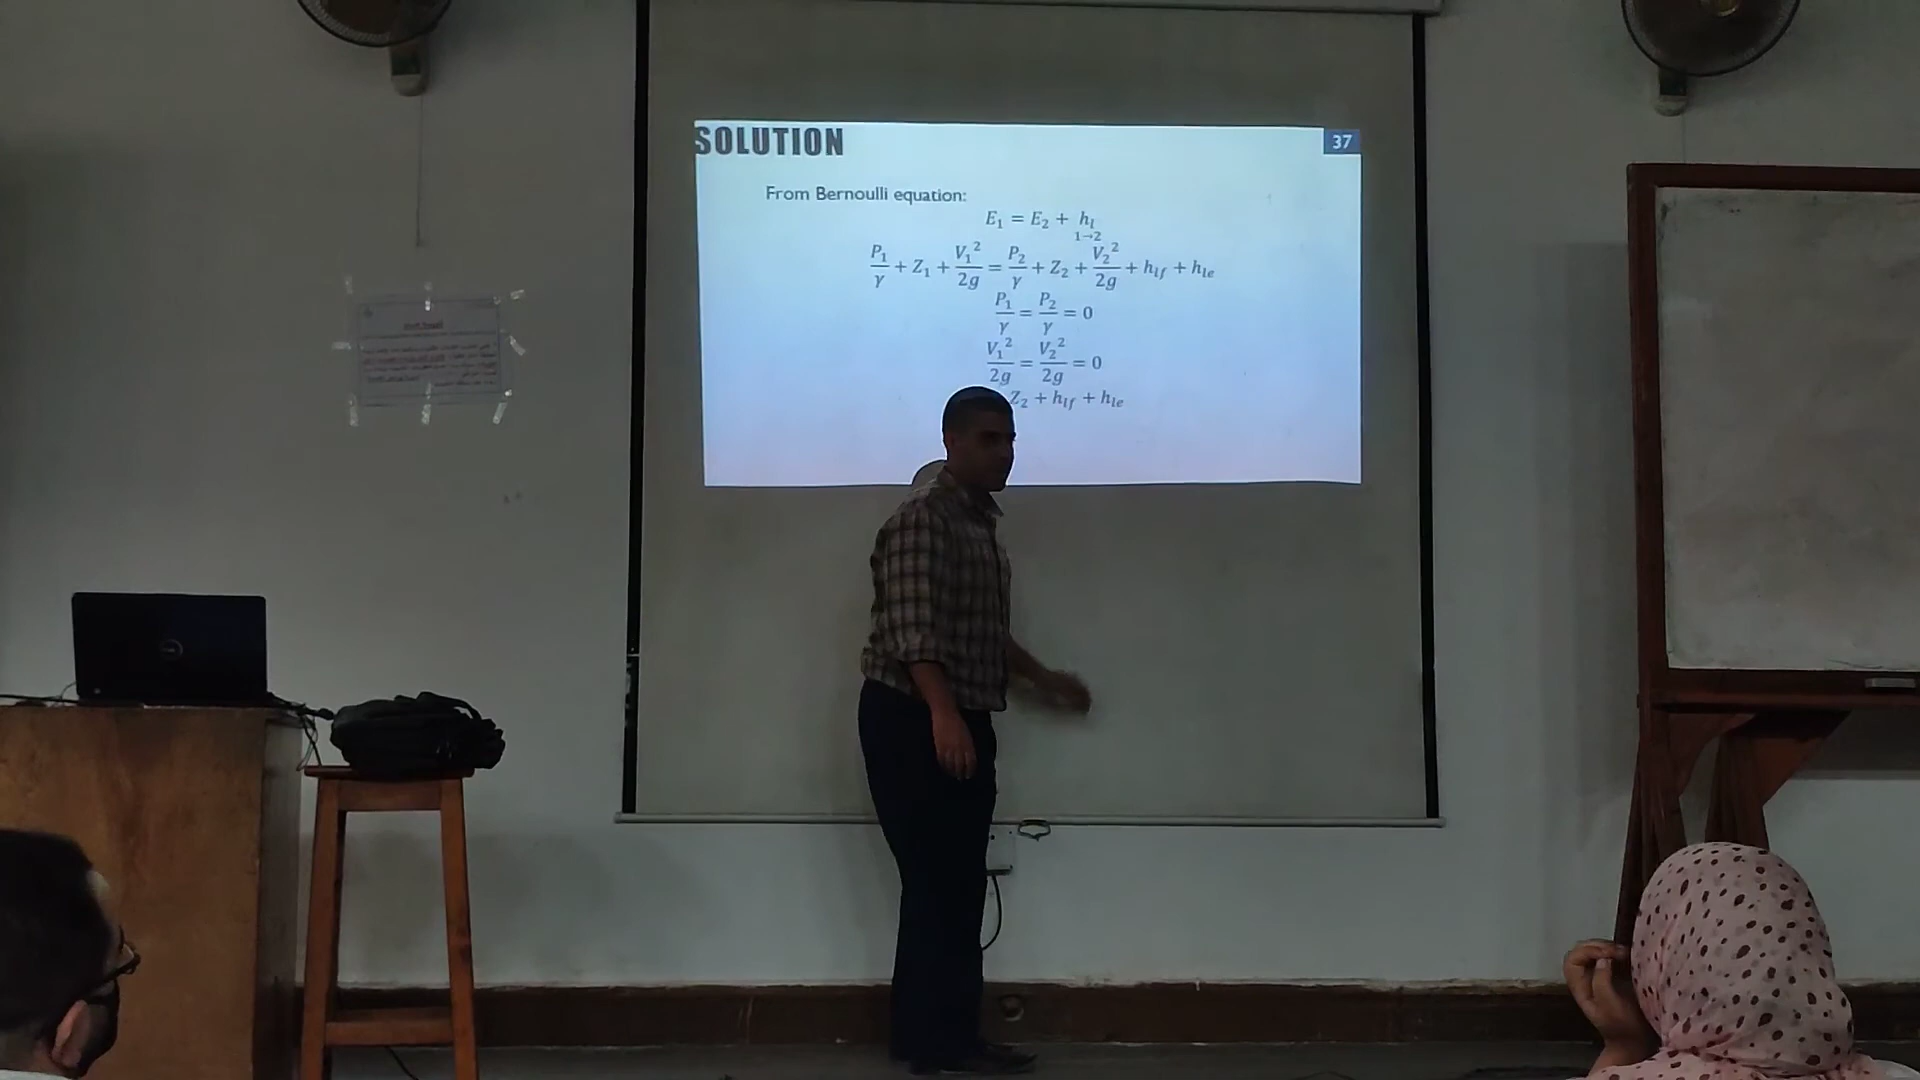 SOLUTION
37
From Bernoulli equation:
E₁ = E₂ + h_l
1→2
P₁/γ + Z₁ + V₁²/2g = P₂/γ + Z₂ + V₂²/2g + h_lf + h_le
P₁/γ = P₂/γ = 0
V₁²/2g = V₂²/2g = 0
Z₂ + h_lf + h_le